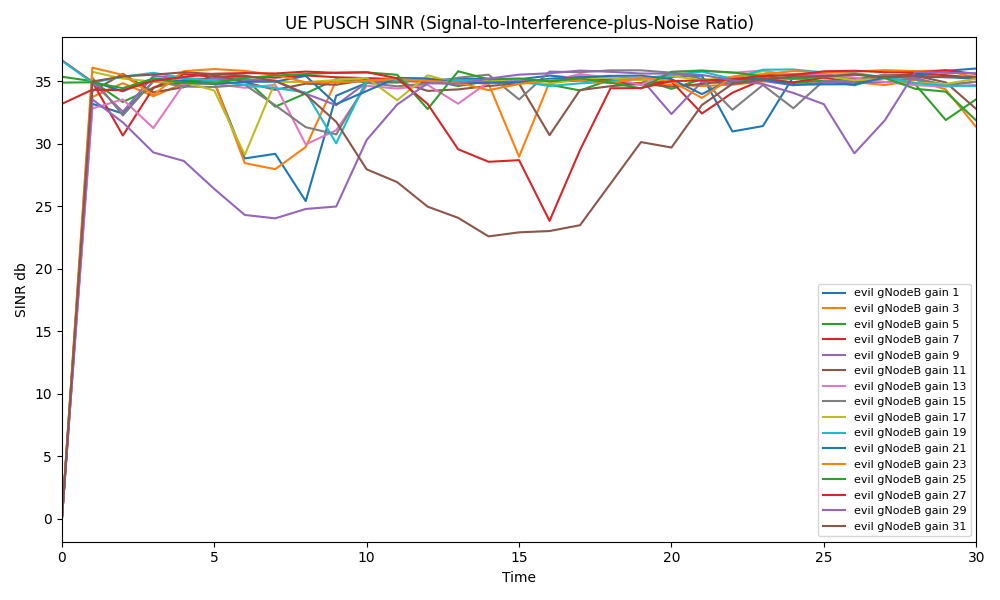 UE PUSCH SINR (Signal-to-Interference-plus-Noise Ratio)
SINR db
35
30
25
20
15
10
5
0
0 5 10 15 20 25 30
Time
evil gNodeB gain 1
evil gNodeB gain 3
evil gNodeB gain 5
evil gNodeB gain 7
evil gNodeB gain 9
evil gNodeB gain 11
evil gNodeB gain 13
evil gNodeB gain 15
evil gNodeB gain 17
evil gNodeB gain 19
evil gNodeB gain 21
evil gNodeB gain 23
evil gNodeB gain 25
evil gNodeB gain 27
evil gNodeB gain 29
evil gNodeB gain 31